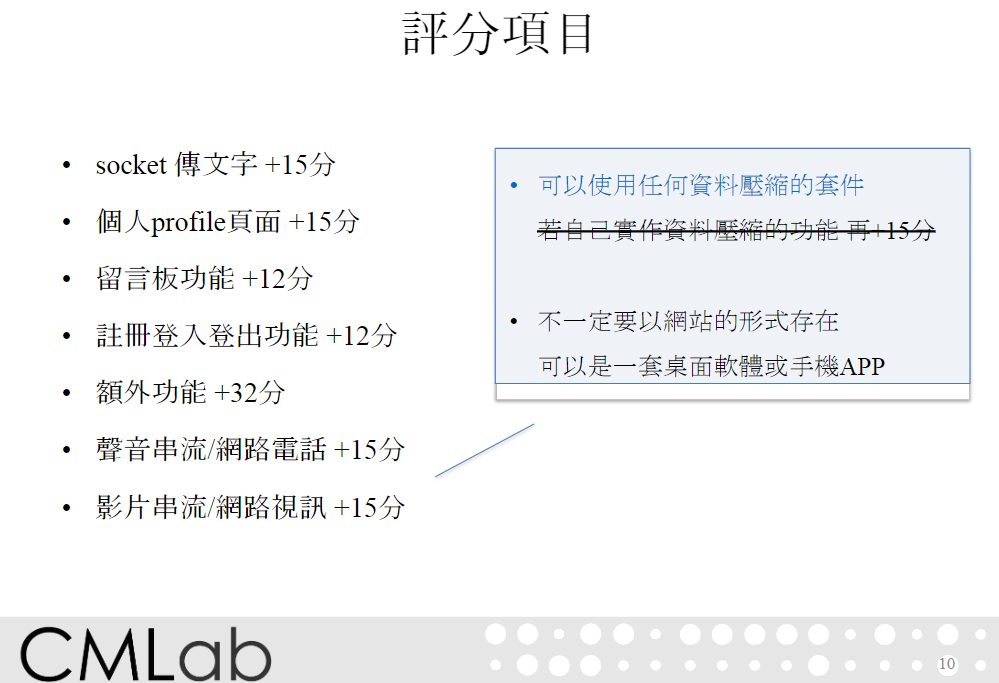 評分項目
• socket 傳文字 +15分
• 個人profile頁面 +15分
• 留言板功能 +12分
• 註冊登入登出功能 +12分
• 額外功能 +32分
• 聲音串流/網路電話 +15分
• 影片串流/網路視訊 +15分
• 可以使用任何資料壓縮的套件
若自己實作資料壓縮的功能 再+15分
• 不一定要以網站的形式存在
可以是一套桌面軟體或手機APP
CMLab
10